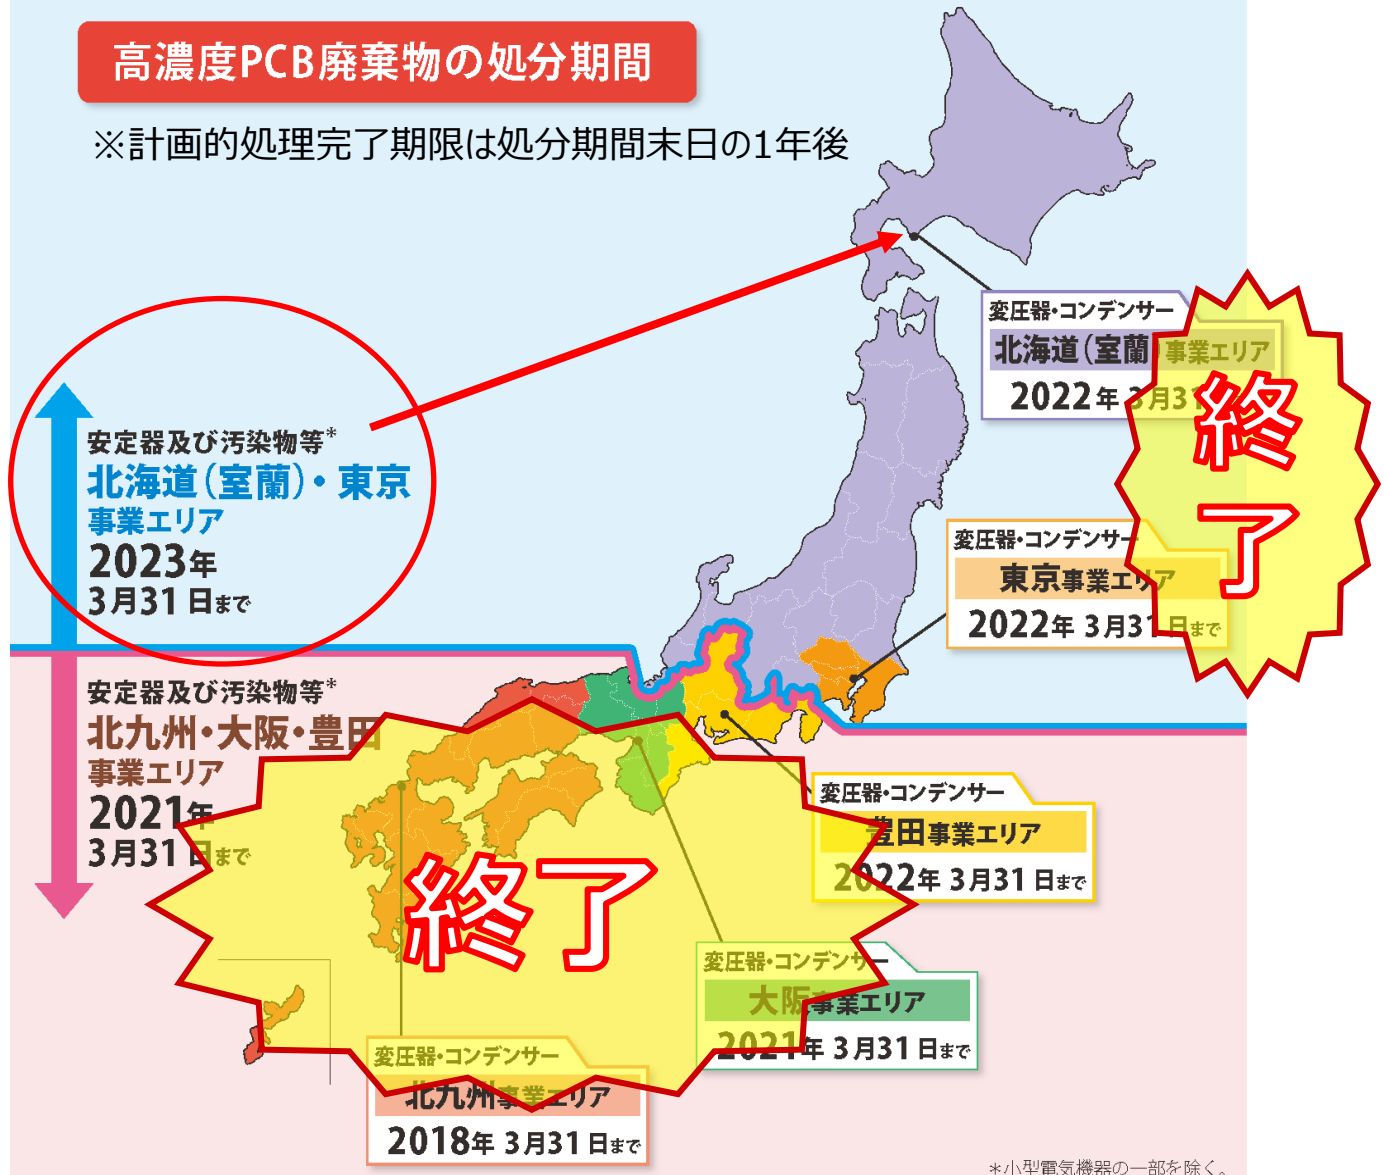 高濃度PCB廃棄物の処分期間
※計画的処理完了期限は処分期間末日の1年後
変圧器・コンデンサー
北海道(室蘭)事業エリア
2022年 3月31
終
了
安定器及び汚染物等*
北海道(室蘭)・東京
事業エリア
2023年
3月31日まで
変圧器・コンデンサー
東京事業エリア
2022年 3月31日まで
安定器及び汚染物等*
北九州・大阪・豊田
事業エリア
2021年
3月31日まで
変圧器・コンデンサー
豊田事業エリア
2022年 3月31日まで
終了
変圧器・コンデンサー
大阪事業エリア
2021年 3月31日まで
変圧器・コンデンサー
北九州事業エリア
2018年 3月31日まで
*小型電気機器の一部を除く。